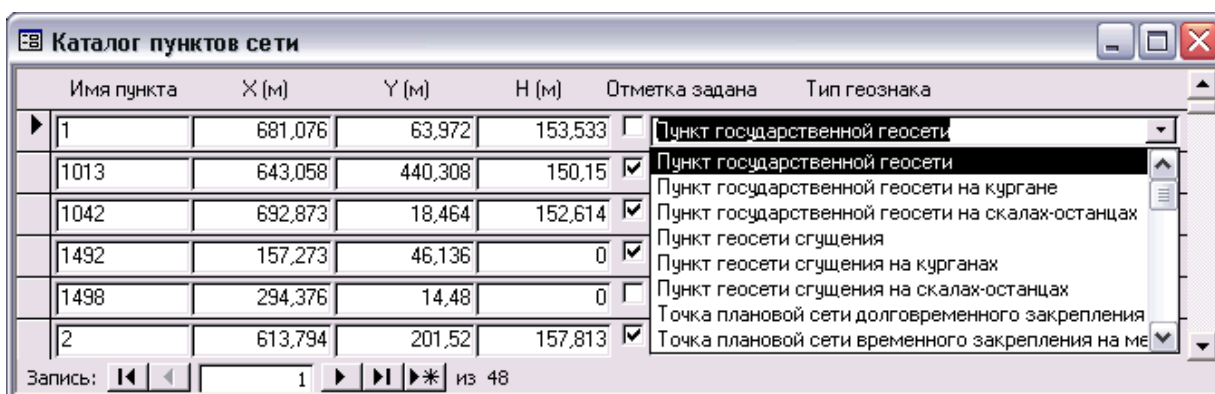 Каталог пунктов сети
Имя пункта X (м) Y (м) H (м) Отметка задана Тип геознака
1 681,076 63,972 153,533 Пункт государственной геосети
1013 643,058 440,308 150,15
1042 692,873 18,464 152,614
1492 157,273 46,136 0
1498 294,376 14,48 0
2 613,794 201,52 157,813
Пункт государственной геосети
Пункт государственной геосети на кургане
Пункт государственной геосети на скалах-останцах
Пункт геосети сгущения
Пункт геосети сгущения на курганах
Пункт геосети сгущения на скалах-останцах
Точка плановой сети долговременного закрепления
Точка плановой сети временного закрепления на ме
Запись: 1 из 48